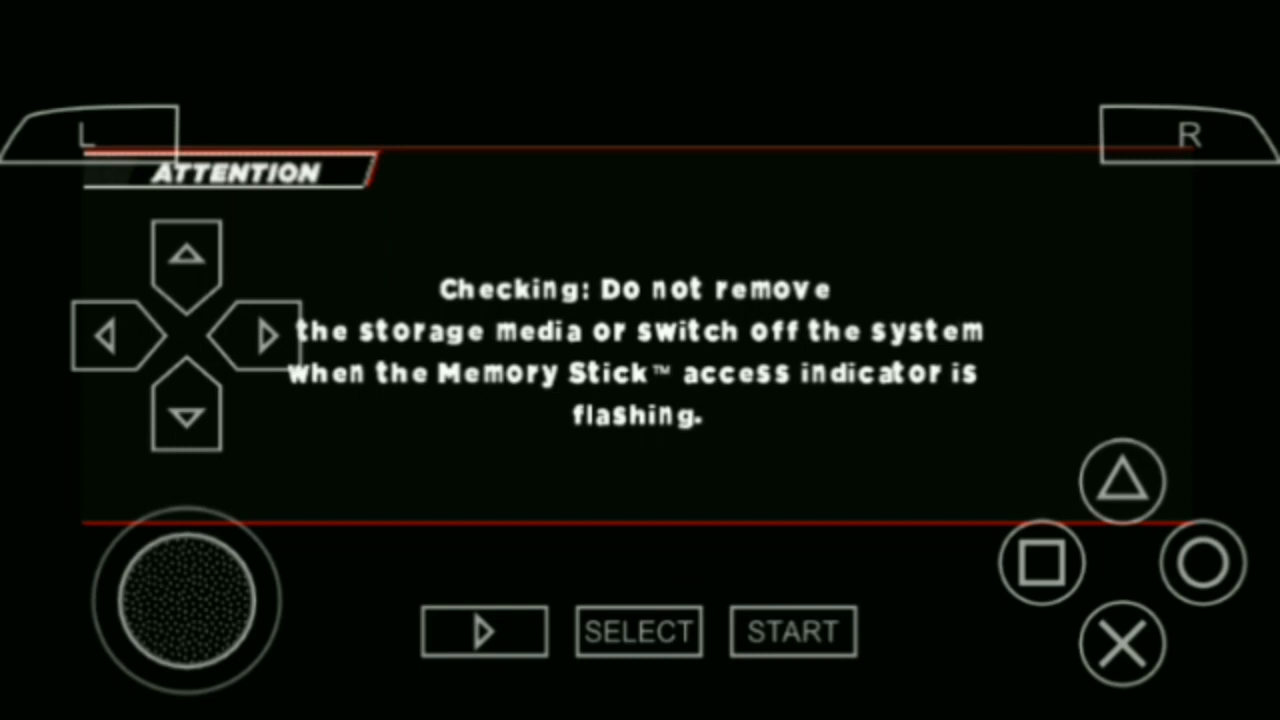 L
R
ATTENTION
Checking: Do not remove
the storage media or switch off the system
when the Memory Stick™ access indicator is
flashing.
SELECT
START